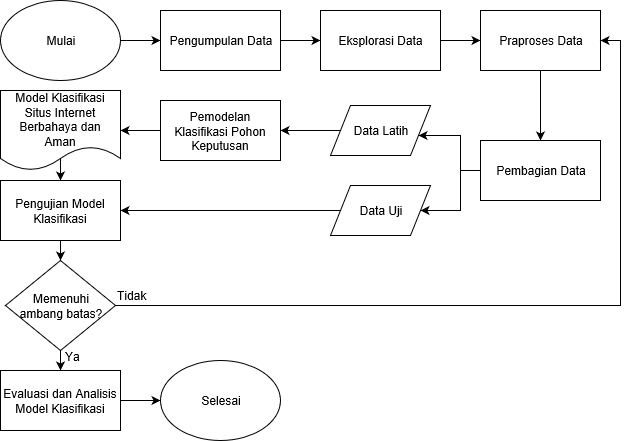 Mulai
Pengumpulan Data
Eksplorasi Data
Praproses Data
Model Klasifikasi
Situs Internet
Berbahaya dan
Aman
Pemodelan
Klasifikasi Pohon
Keputusan
Data Latih
Pembagian Data
Pengujian Model
Klasifikasi
Data Uji
Memenuhi
ambang batas?
Tidak
Ya
Evaluasi dan Analisis
Model Klasifikasi
Selesai